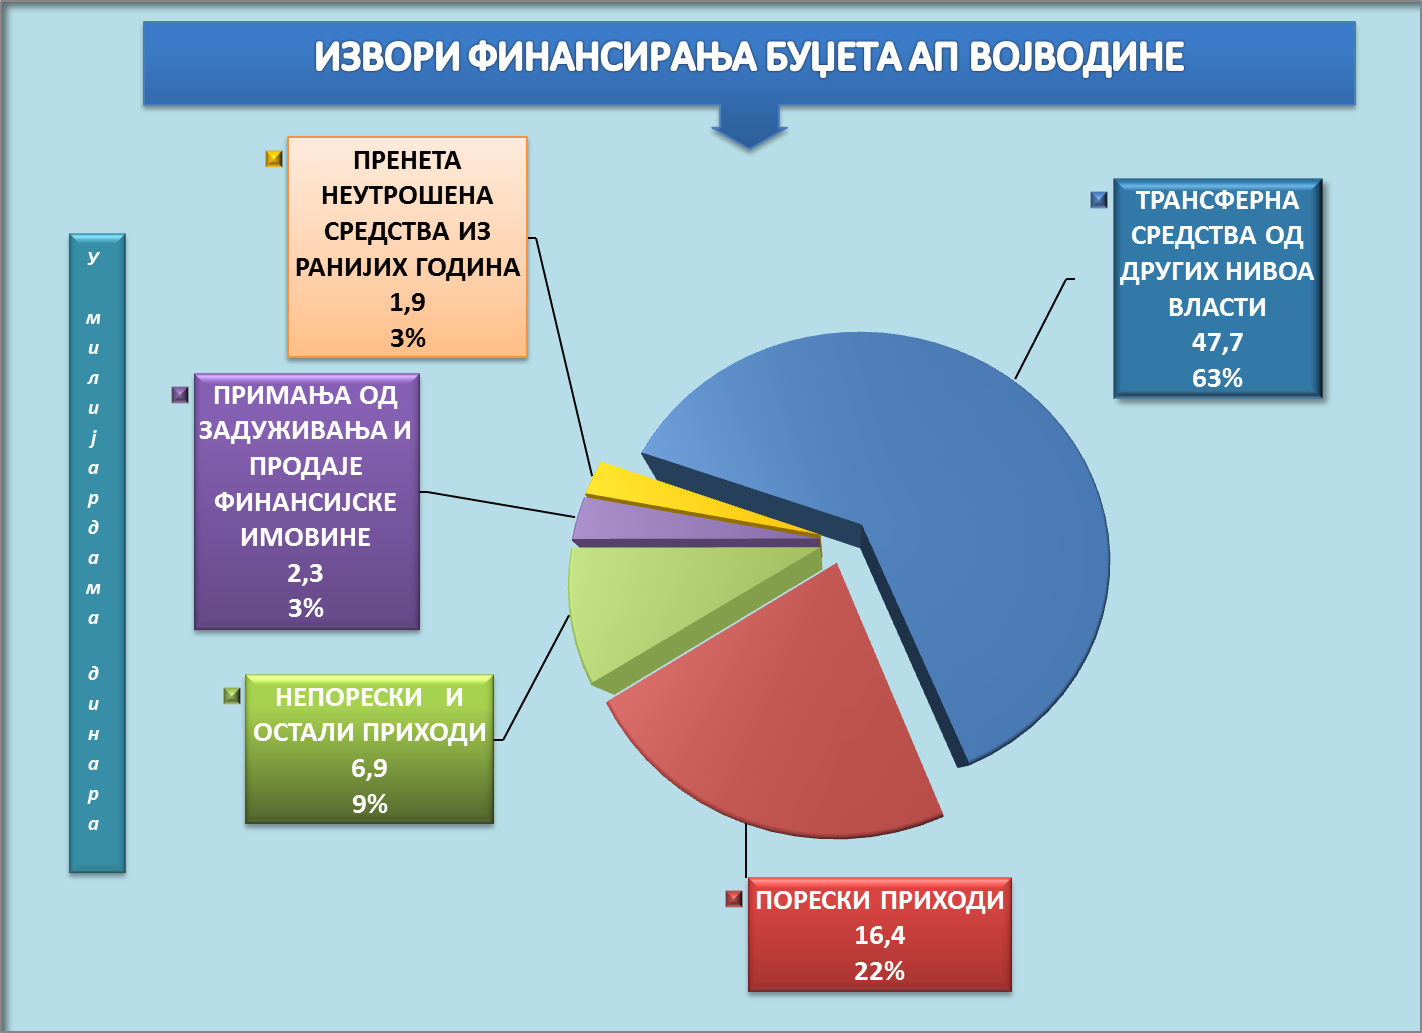 ИЗВОРИ ФИНАНСИРАЊА БУЏЕТА АП ВОЈВОДИНЕ
ПРЕНЕТА
НЕУТРОШЕНА
СРЕДСТВА ИЗ
РАНИЈИХ ГОДИНА
1,9
3%
ТРАНСФЕРНА
СРЕДСТВА ОД
ДРУГИХ НИВОА
ВЛАСТИ
47,7
63%
У милијардама динара
ПРИМАЊА ОД
ЗАДУЖИВАЊА И
ПРОДАЈЕ
ФИНАНСИЈСКЕ
ИМОВИНЕ
2,3
3%
НЕПОРЕСКИ И
ОСТАЛИ ПРИХОДИ
6,9
9%
ПОРЕСКИ ПРИХОДИ
16,4
22%